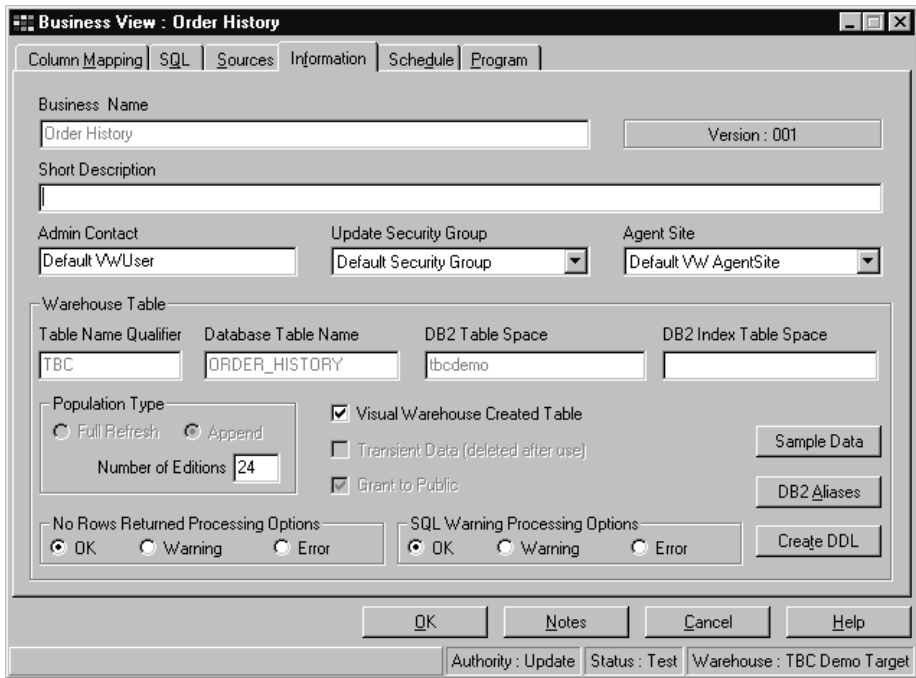 Business View : Order History
Column Mapping SQL Sources Information Schedule Program
Business Name
Order History
Version : 001
Short Description
Admin Contact Update Security Group Agent Site
Default VWUser Default Security Group Default VW AgentSite
Warehouse Table
Table Name Qualifier Database Table Name DB2 Table Space DB2 Index Table Space
TBC ORDER_HISTORY tbcdemo
Population Type
Full Refresh Append
Number of Editions 24
Visual Warehouse Created Table
Transient Data (deleted after use)
Grant to Public
Sample Data
DB2 Aliases
Create DDL
No Rows Returned Processing Options
OK Warning Error
SQL Warning Processing Options
OK Warning Error
OK Notes Cancel Help
Authority : Update Status : Test Warehouse : TBC Demo Target